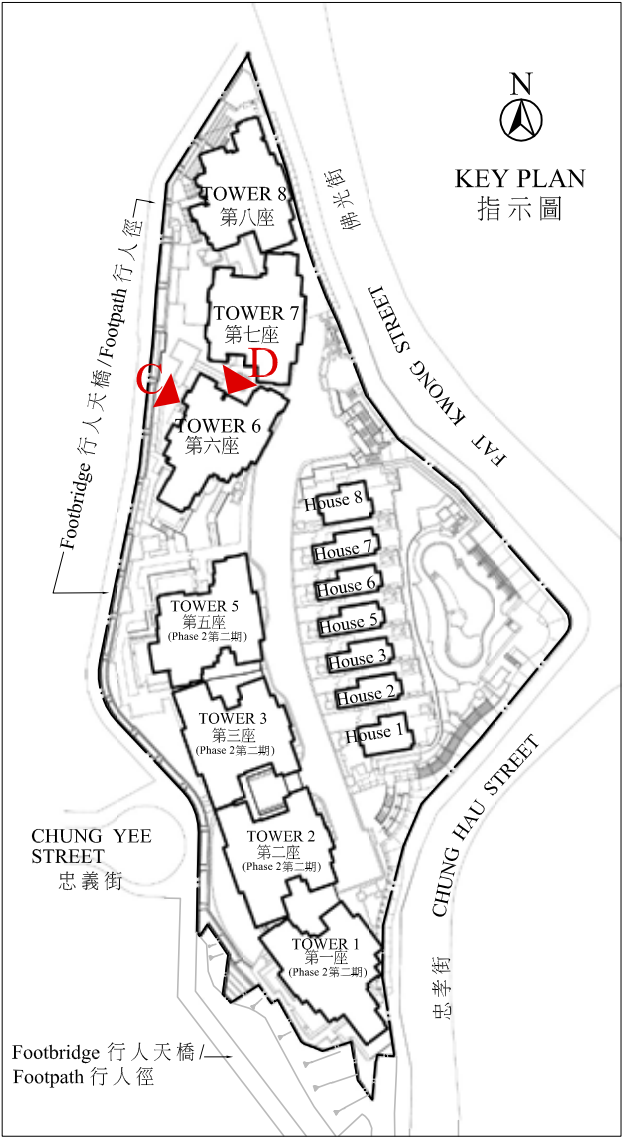 N
KEY PLAN
指示圖
TOWER 8
第八座
佛光街
FAT KWONG STREET
Footbridge 行人天橋/Footpath 行人徑
TOWER 7
第七座
C
D
TOWER 6
第六座
House 8
House 7
House 6
House 5
House 3
House 2
House 1
TOWER 5
第五座
(Phase 2第二期)
TOWER 3
第三座
(Phase 2第二期)
TOWER 2
第二座
(Phase 2第二期)
TOWER 1
第一座
(Phase 2第二期)
CHUNG YEE
STREET
忠義街
CHUNG HAU STREET
忠孝街
Footbridge 行人天橋/
Footpath 行人徑